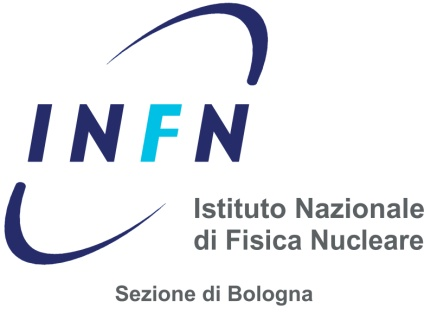 INFN
Istituto Nazionale
di Fisica Nucleare
Sezione di Bologna